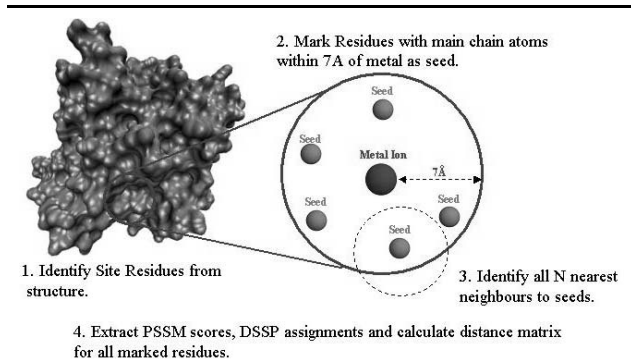 2. Mark Residues with main chain atoms
within 7A of metal as seed.
Seed
Seed
Metal Ion
7Å
Seed
Seed
Seed
1. Identify Site Residues from
structure.
3. Identify all N nearest
neighbours to seeds.
4. Extract PSSM scores, DSSP assignments and calculate distance matrix
for all marked residues.